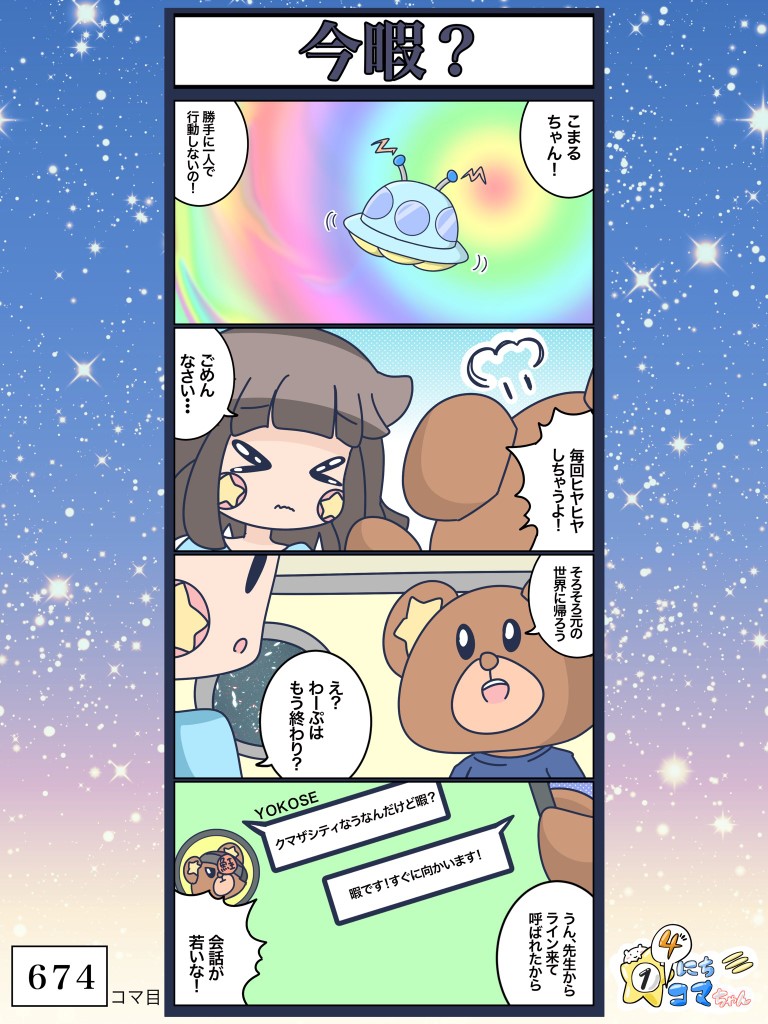 今暇？
こまる
ちゃん！
勝手に一人で
行動しないの！
毎回ヒヤヒヤ
しちゃうよ！
ごめん
なさい…
そろそろ元の
世界に帰ろう
え？
わーぷは
もう終わり？
YOKOSE
クマザシティなうなんだけど暇？
暇です！すぐに向かいます！
うん、先生から
ライン来て
呼ばれたから
会話が
若いな！
674
コマ目
1
にち
4
コマちゃん